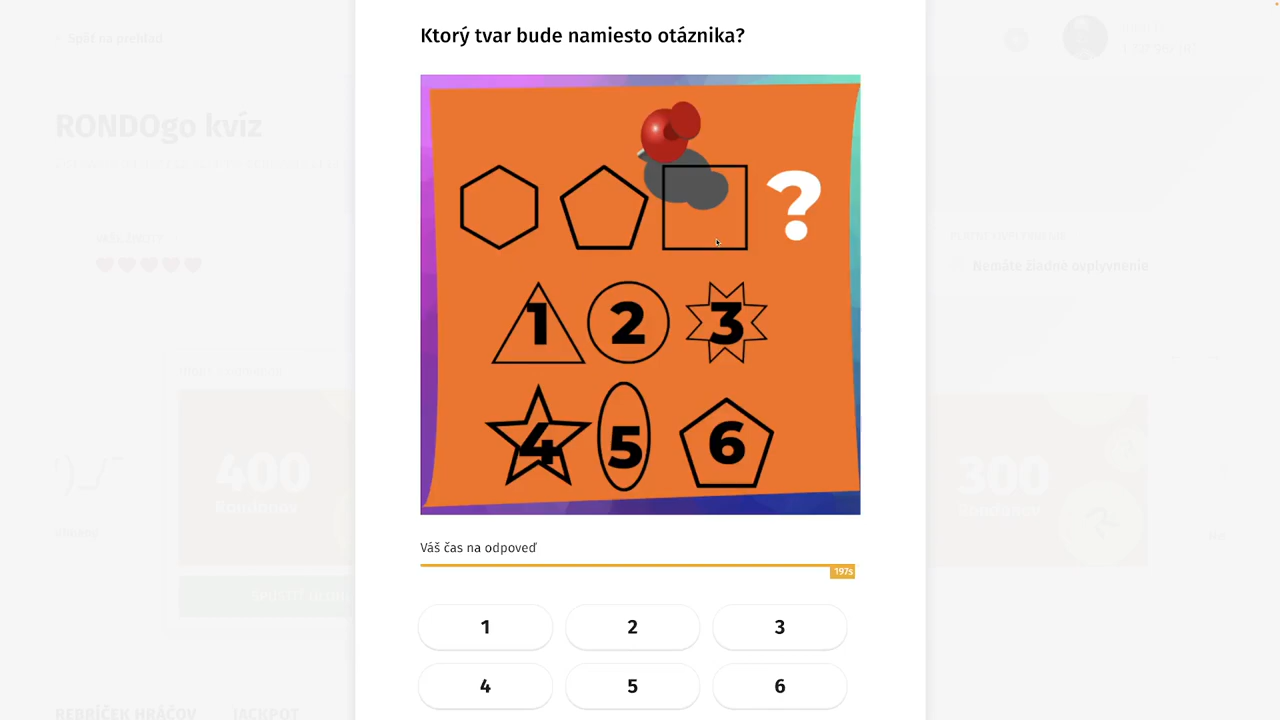 Ktorý tvar bude namiesto otáznika?
< Späť na prehľad
RONDOgo kvíz
?
Nemáte žiadne ovplyvnenie
1 2 3
4 5 6
400
Rondonov
300
Váš čas na odpoveď
197s
1 2 3
4 5 6
REBRÍČEK HRÁČOV JACKPOT